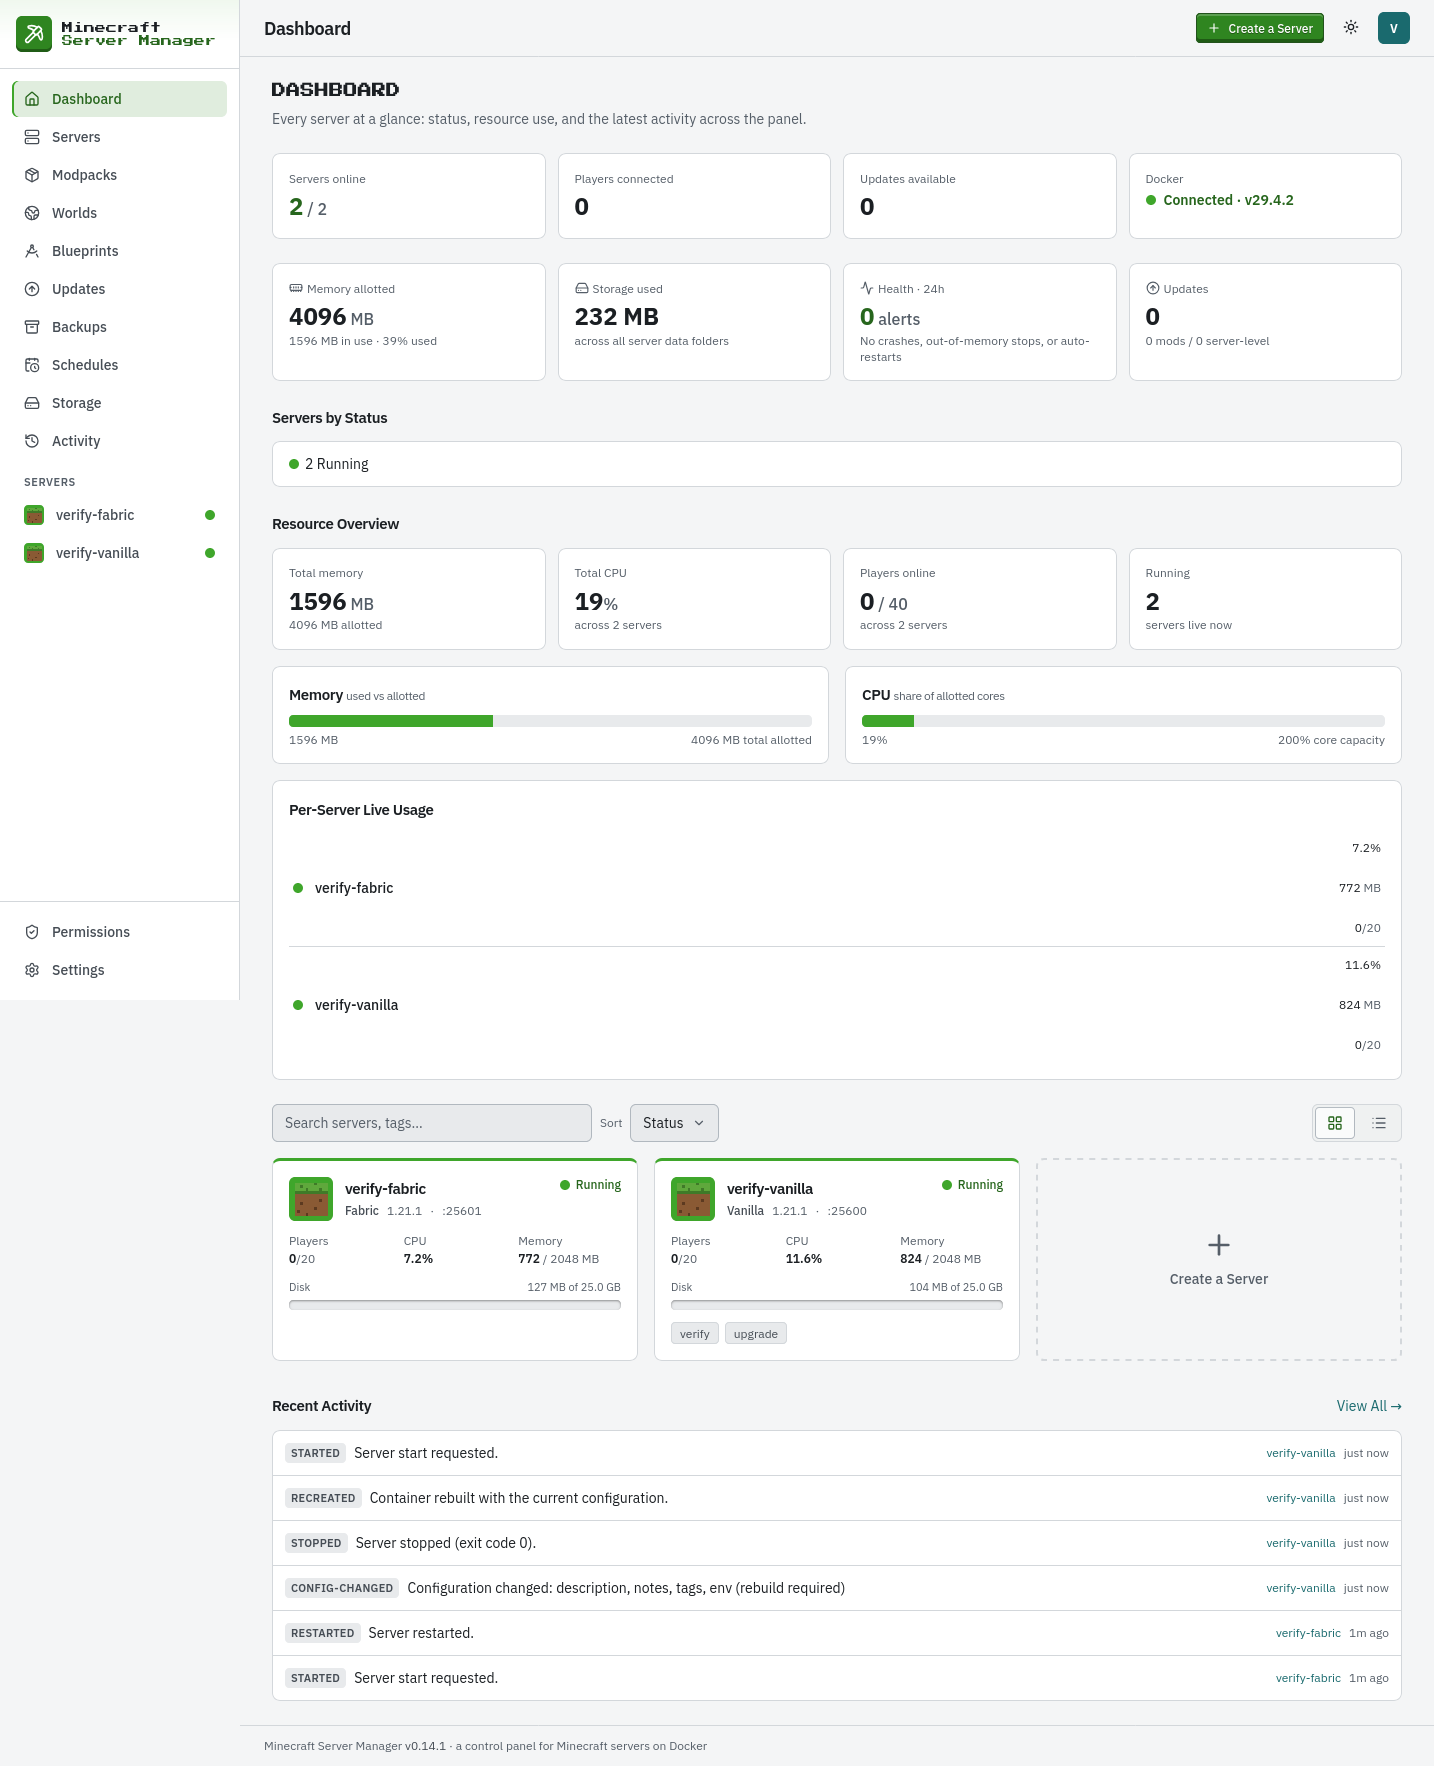 Minecraft
Server Manager
Dashboard
Create a Server
V
Dashboard
Servers
Modpacks
Worlds
Blueprints
Updates
Backups
Schedules
Storage
Activity
SERVERS
verify-fabric
verify-vanilla
Permissions
Settings
DASHBOARD
Every server at a glance: status, resource use, and the latest activity across the panel.
Servers online
2 / 2
Players connected
0
Updates available
0
Docker
Connected · v29.4.2
Memory allotted
4096 MB
1596 MB in use · 39% used
Storage used
232 MB
across all server data folders
Health · 24h
0 alerts
No crashes, out-of-memory stops, or auto-
restarts
Updates
0
0 mods / 0 server-level
Servers by Status
2 Running
Resource Overview
Total memory
1596 MB
4096 MB allotted
Total CPU
19%
across 2 servers
Players online
0 / 40
across 2 servers
Running
2
servers live now
Memory used vs allotted
1596 MB
4096 MB total allotted
CPU share of allotted cores
19%
200% core capacity
Per-Server Live Usage
verify-fabric
7.2%
772 MB
0/20
verify-vanilla
11.6%
824 MB
0/20
Search servers, tags...
Sort
Status
verify-fabric
Running
Fabric 1.21.1 · :25601
Players
0/20
CPU
7.2%
Memory
772 / 2048 MB
Disk
127 MB of 25.0 GB
verify-vanilla
Running
Vanilla 1.21.1 · :25600
Players
0/20
CPU
11.6%
Memory
824 / 2048 MB
Disk
104 MB of 25.0 GB
verify
upgrade
Create a Server
Recent Activity
View All →
STARTED Server start requested. verify-vanilla just now
RECREATED Container rebuilt with the current configuration. verify-vanilla just now
STOPPED Server stopped (exit code 0). verify-vanilla just now
CONFIG-CHANGED Configuration changed: description, notes, tags, env (rebuild required) verify-vanilla just now
RESTARTED Server restarted. verify-fabric 1m ago
STARTED Server start requested. verify-fabric 1m ago
Minecraft Server Manager v0.14.1 · a control panel for Minecraft servers on Docker